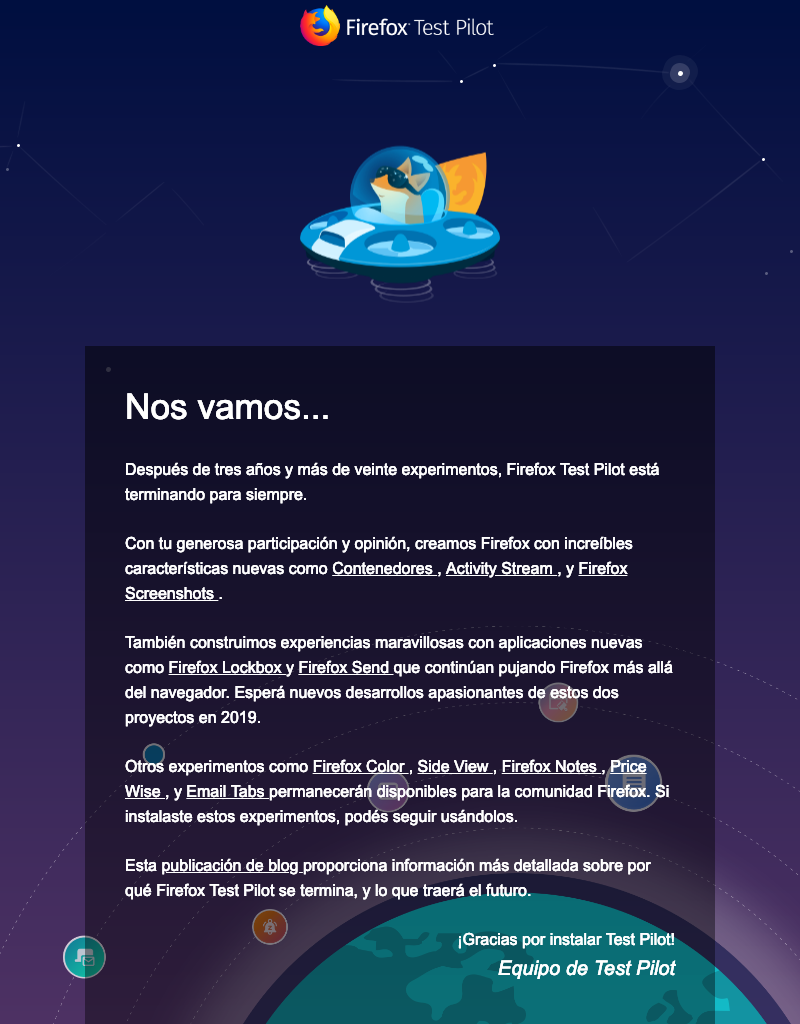 Firefox Test Pilot
Nos vamos...
Después de tres años y más de veinte experimentos, Firefox Test Pilot está
terminando para siempre.
Con tu generosa participación y opinión, creamos Firefox con increíbles
características nuevas como Contenedores , Activity Stream , y Firefox
Screenshots .
También construimos experiencias maravillosas con aplicaciones nuevas
como Firefox Lockbox y Firefox Send que continúan pujando Firefox más allá
del navegador. Esperá nuevos desarrollos apasionantes de estos dos
proyectos en 2019.
Otros experimentos como Firefox Color , Side View , Firefox Notes , Price
Wise , y Email Tabs permanecerán disponibles para la comunidad Firefox. Si
instalaste estos experimentos, podés seguir usándolos.
Esta publicación de blog proporciona información más detallada sobre por
qué Firefox Test Pilot se termina, y lo que traerá el futuro.
¡Gracias por instalar Test Pilot!
Equipo de Test Pilot